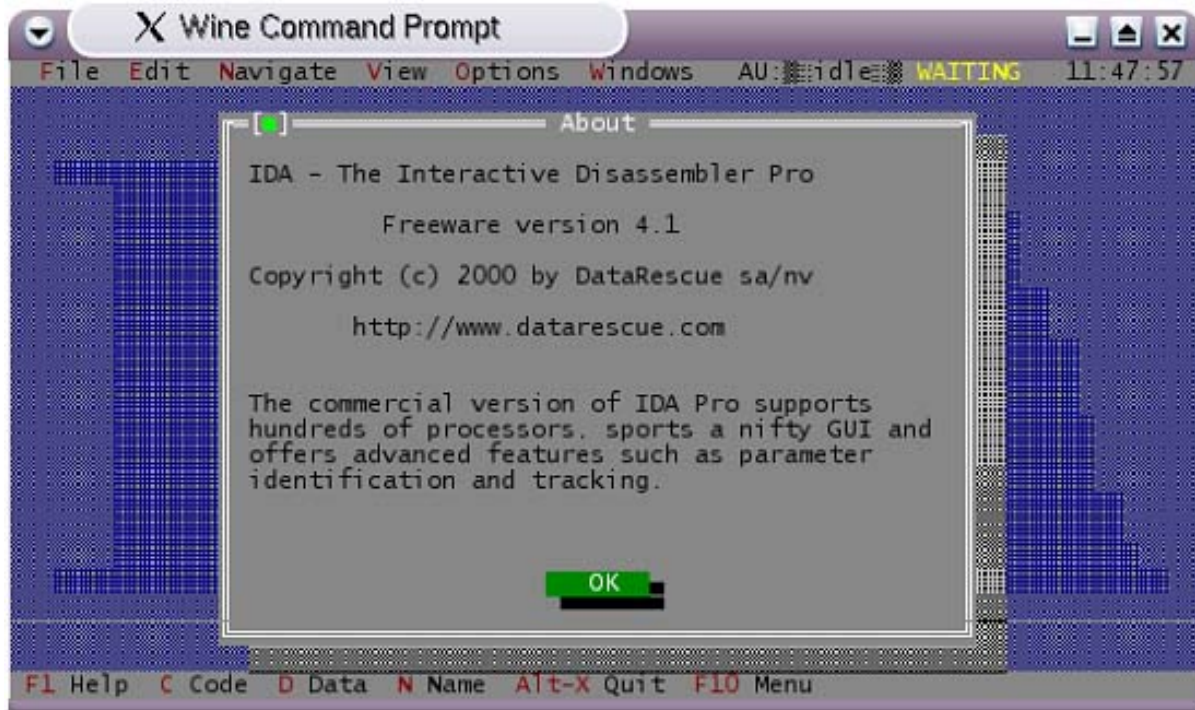 X Wine Command Prompt
File Edit Navigate View Options Windows AU: idle WAITING 11:47:57
[■] About
IDA - The Interactive Disassembler Pro
Freeware version 4.1
Copyright (c) 2000 by DataRescue sa/nv
http://www.datarescue.com
The commercial version of IDA Pro supports
hundreds of processors. sports a nifty GUI and
offers advanced features such as parameter
identification and tracking.
OK
F1 Help C Code D Data N Name Alt-X Quit F10 Menu